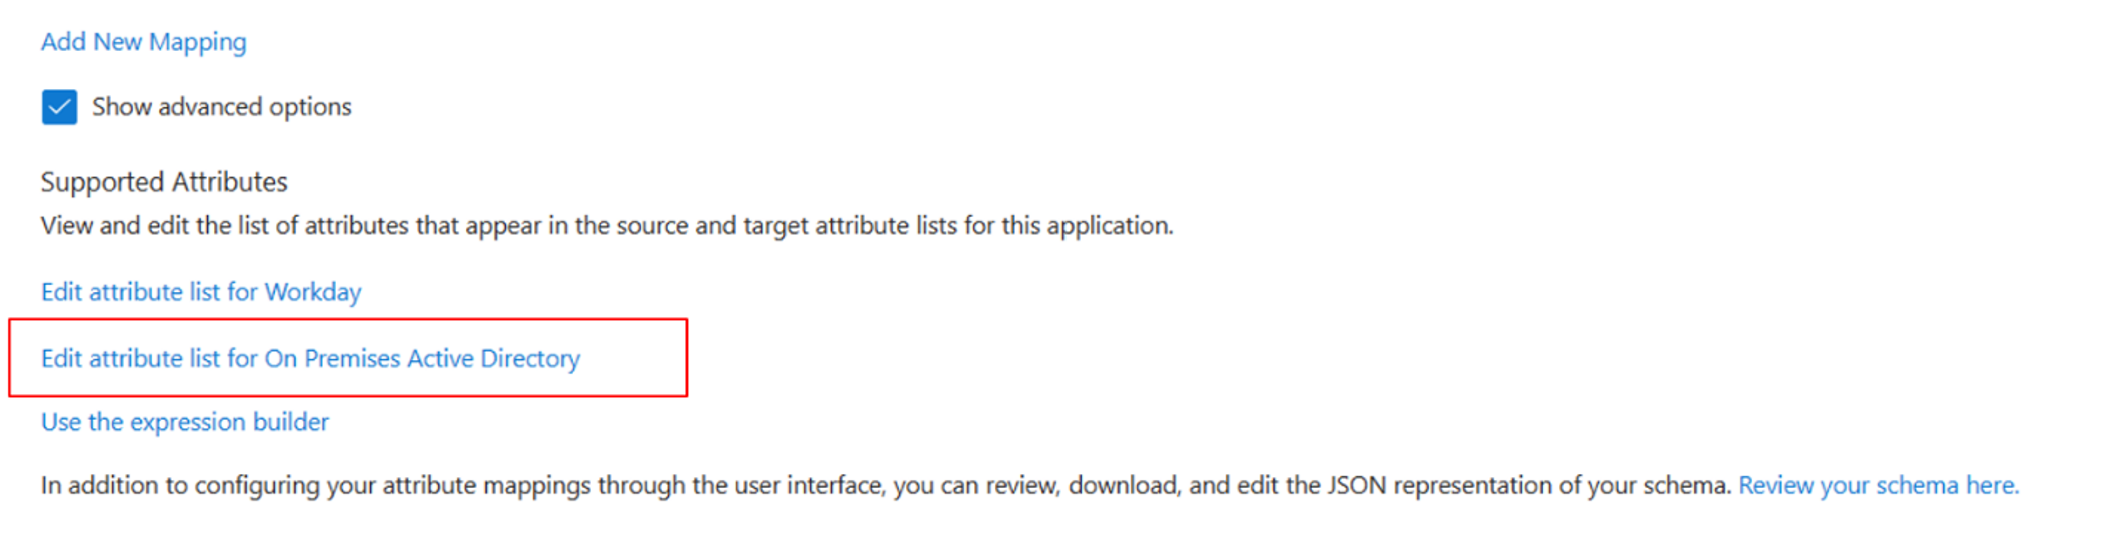 Add New Mapping
Show advanced options
Supported Attributes
View and edit the list of attributes that appear in the source and target attribute lists for this application.
Edit attribute list for Workday
Edit attribute list for On Premises Active Directory
Use the expression builder
In addition to configuring your attribute mappings through the user interface, you can review, download, and edit the JSON representation of your schema. Review your schema here.